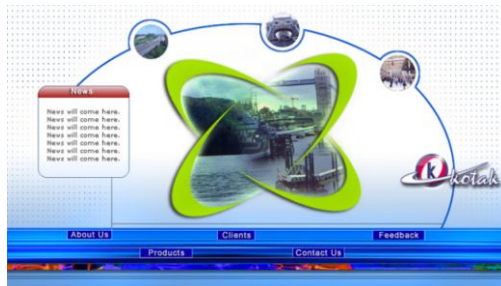 News
News will come here.
News will come here.
News will come here.
News will come here.
News will come here.
News will come here.
News will come here.
k kotak
About Us
Clients
Feedback
Products
Contact Us